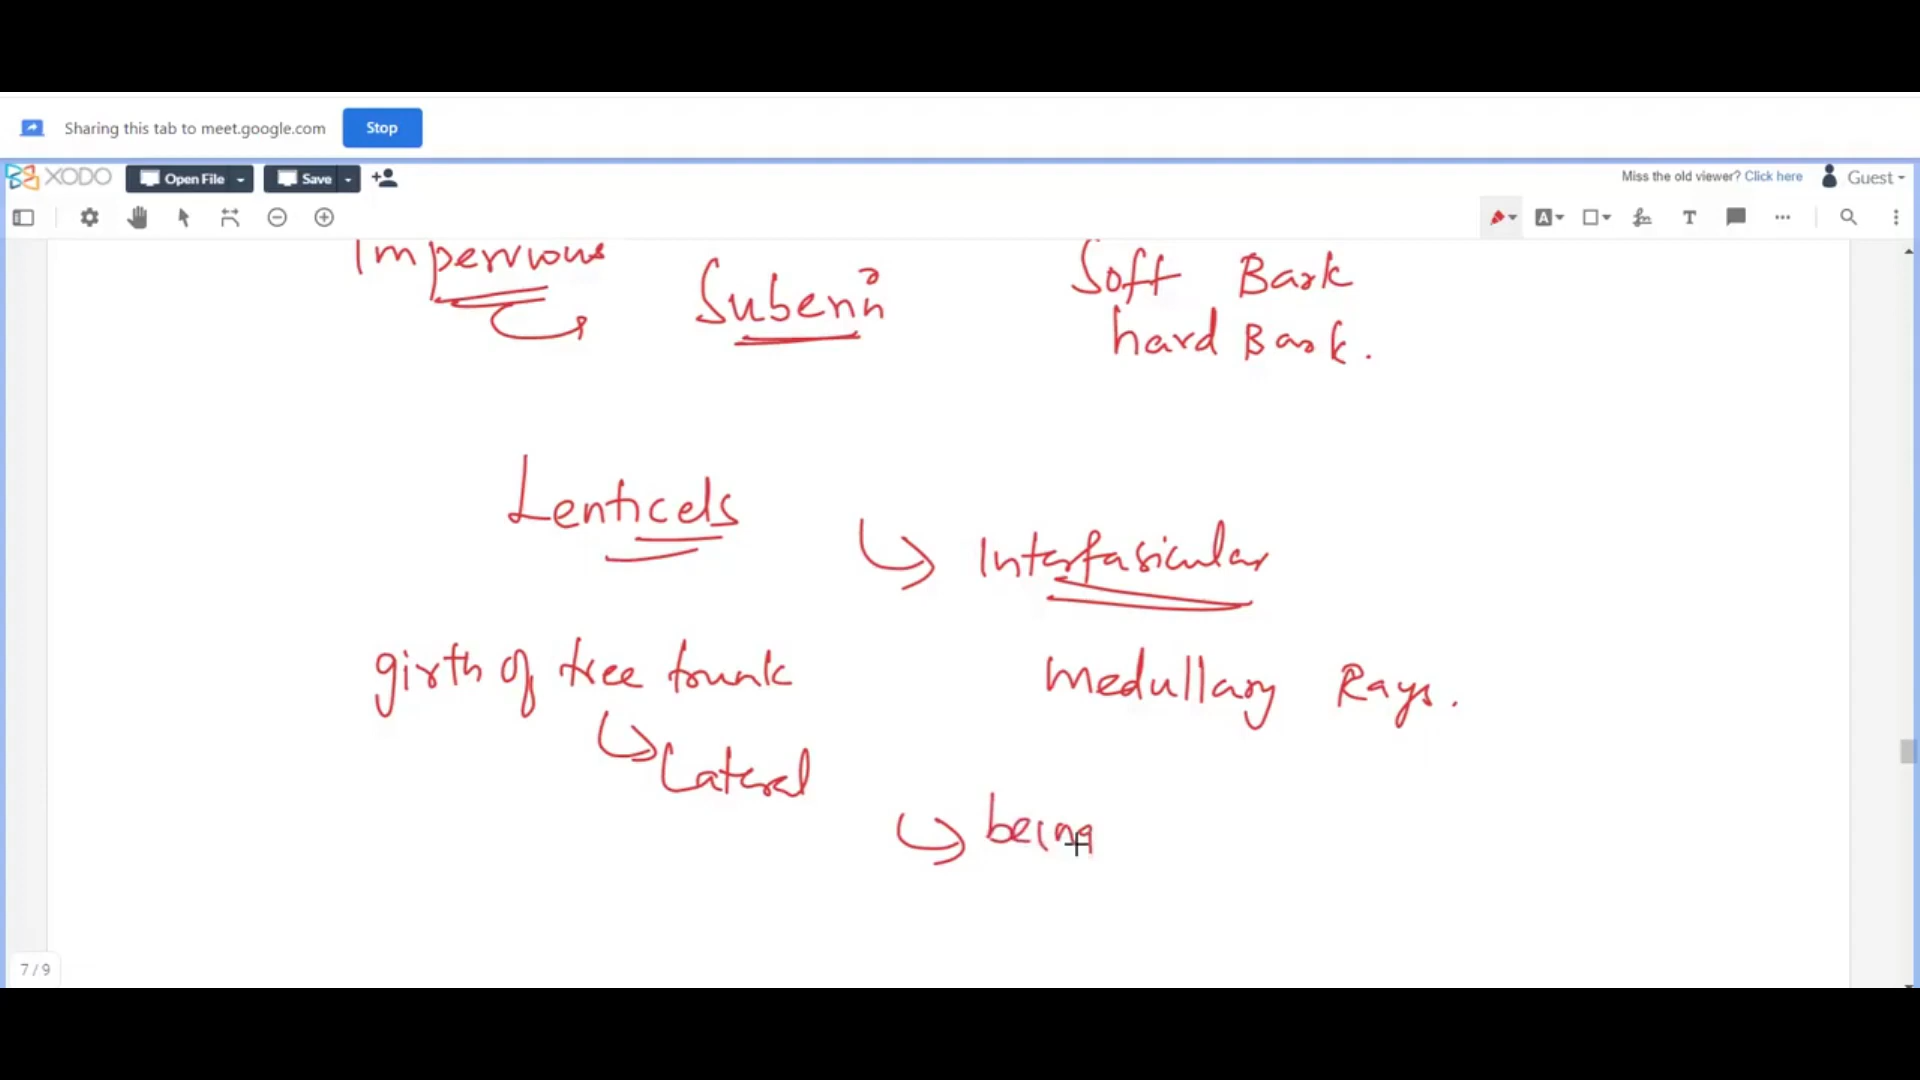 Sharing this tab to meet.google.com Stop
XODO Open File Save Miss the old viewer? Click here Guest
A T
Impervious Suberin Soft Bark
hard Bark.
Lenticels
Interfasicular
girth of tree trunk medullary Rays.
Lateral
being
7 / 9